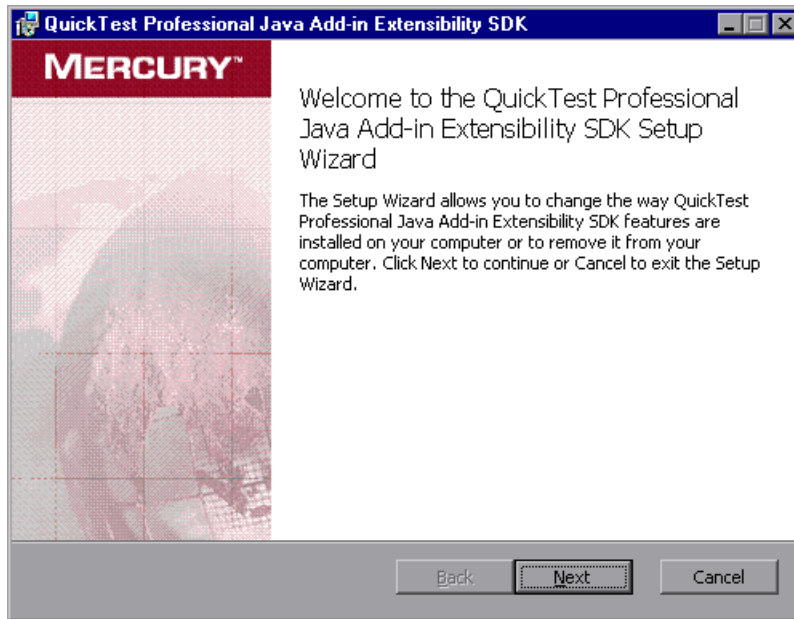 QuickTest Professional Java Add-in Extensibility SDK
MERCURY™
Welcome to the QuickTest Professional
Java Add-in Extensibility SDK Setup
Wizard
The Setup Wizard allows you to change the way QuickTest
Professional Java Add-in Extensibility SDK features are
installed on your computer or to remove it from your
computer. Click Next to continue or Cancel to exit the Setup
Wizard.
Back
Next
Cancel